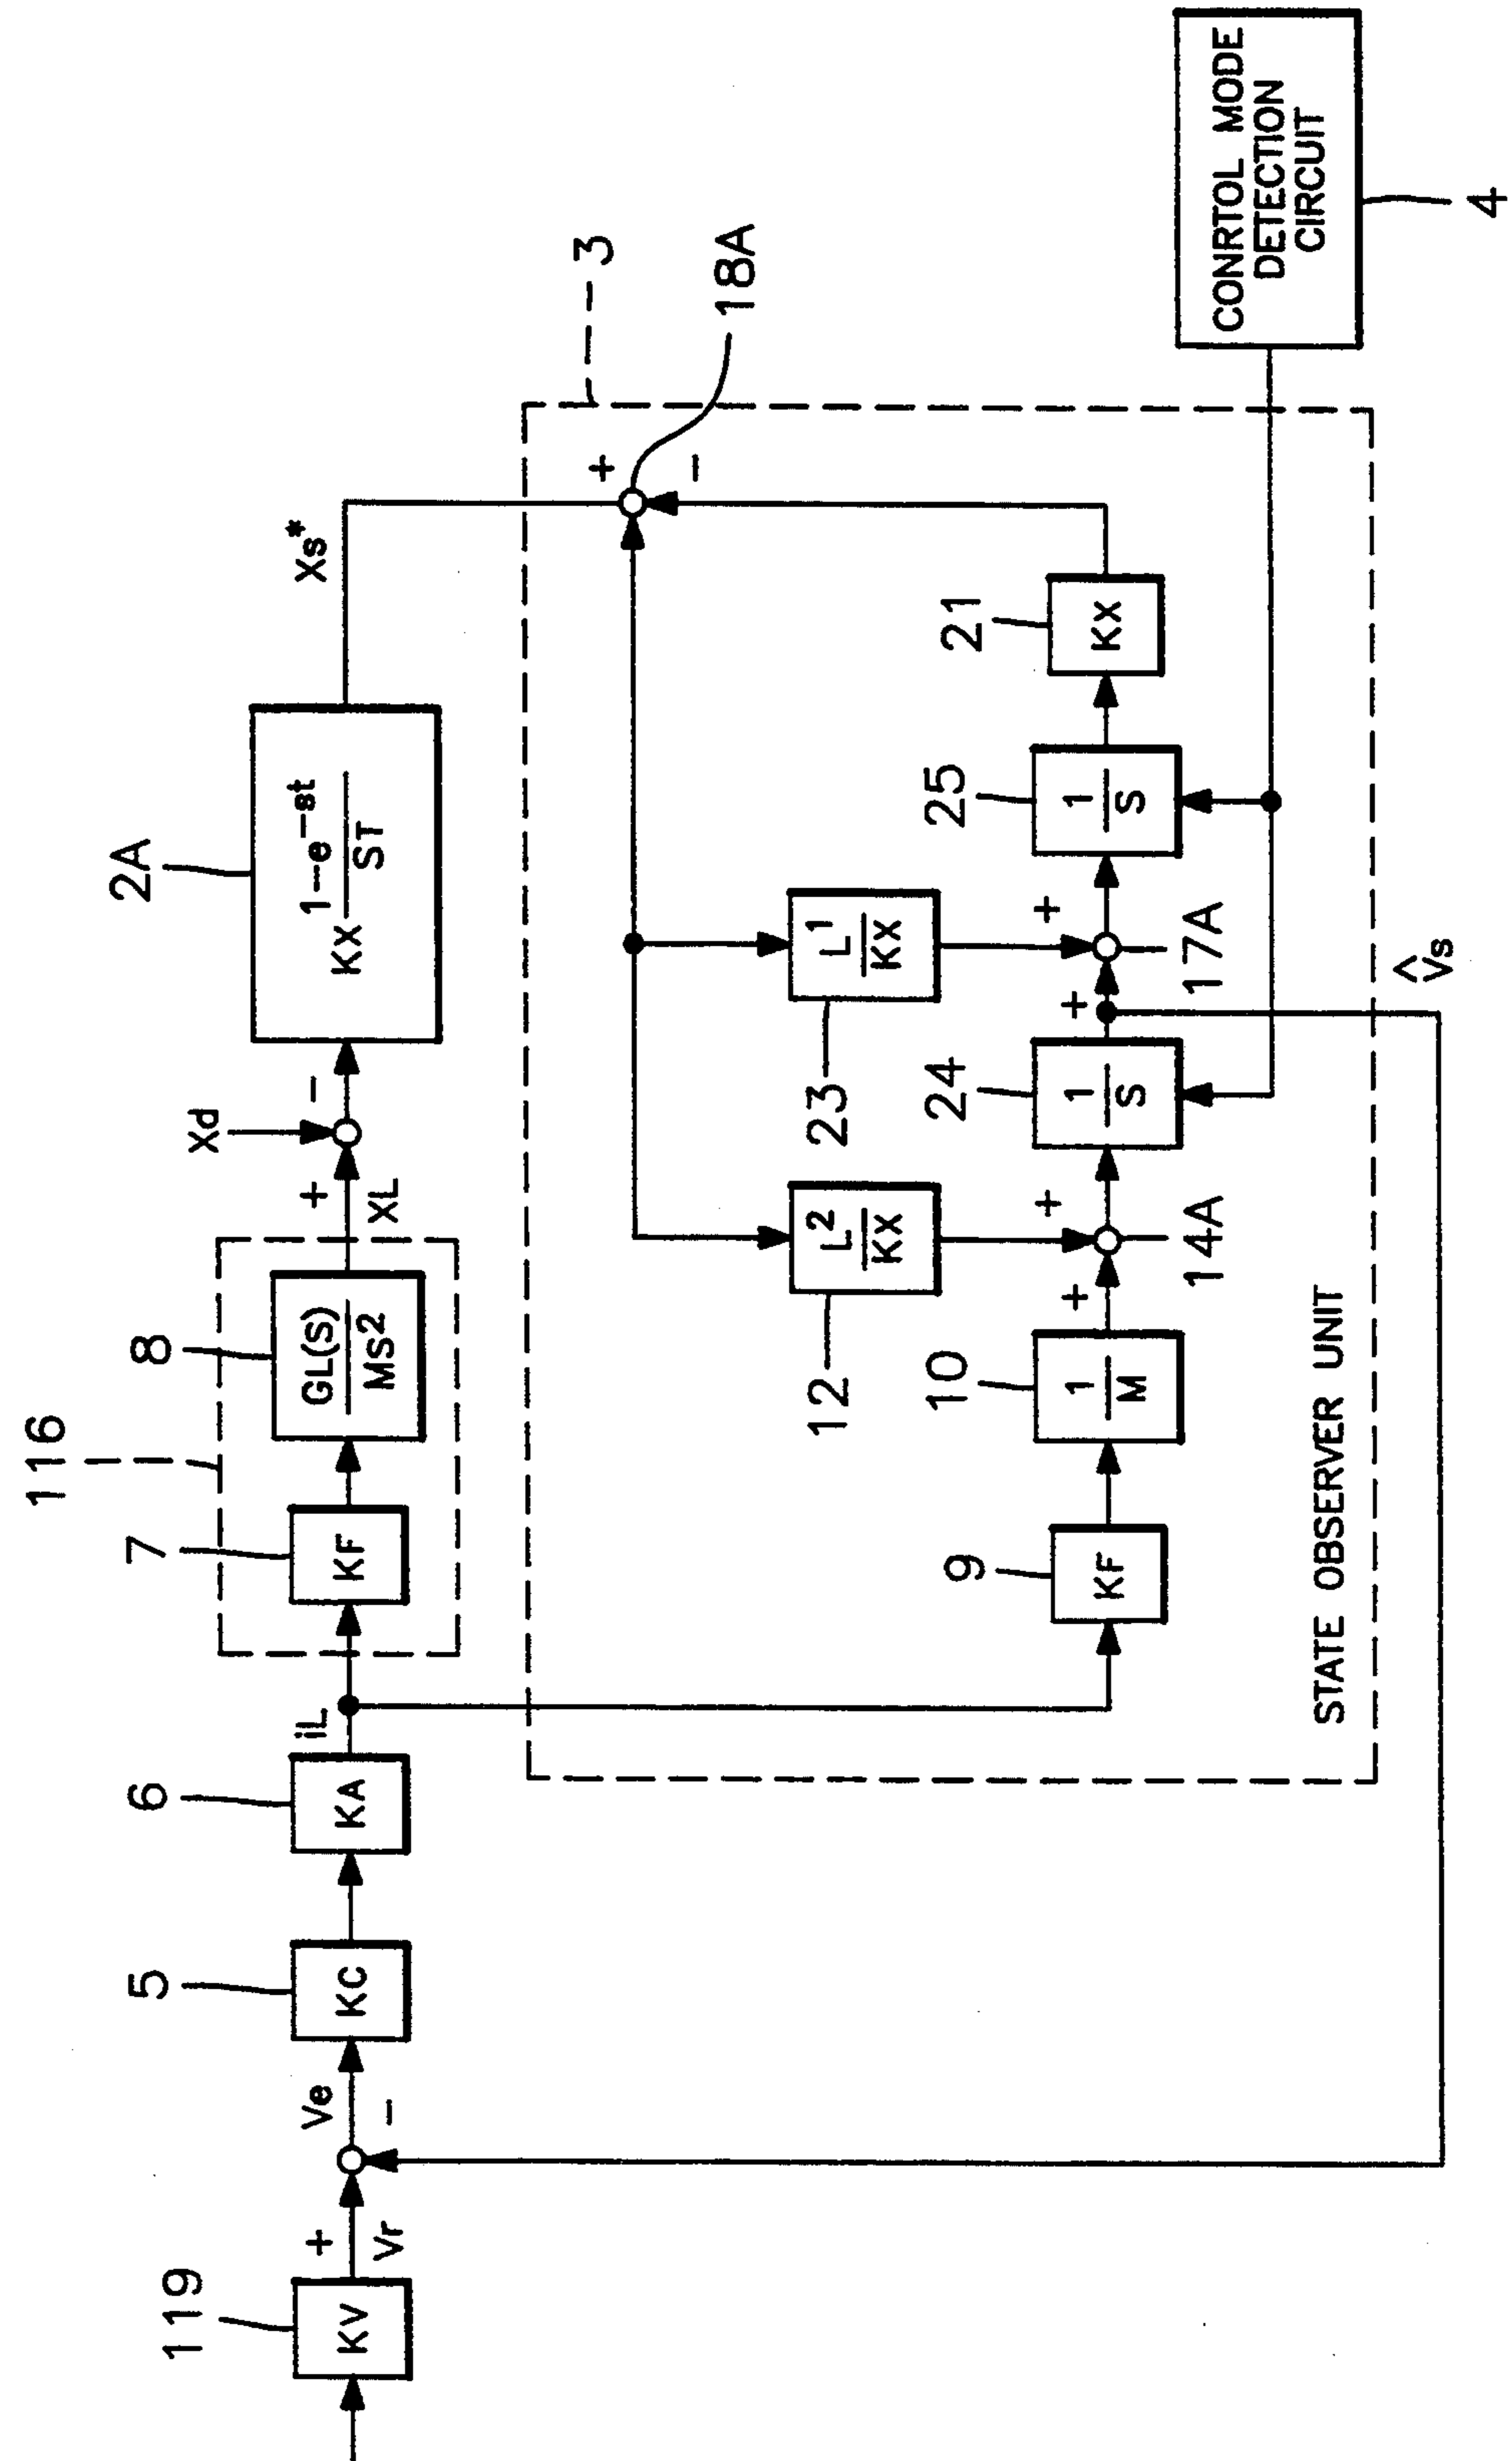 119
KV
+
Vr
Ve
-
5
KC
6
KA
iL
116
7
KF
8
GL(S)
MS²
+
XL
Xd
-
2A
KX 1-e^-st
ST
Xs*
3
+
-
18A
9
KF
10
1
M
12
L²
KX
+
+
14A
24
1
S
23
L¹
KX
+
+
17A
25
1
S
21
KX
STATE OBSERVER UNIT
V̂s
CONRTOL MODE
DETECTION
CIRCUIT
4